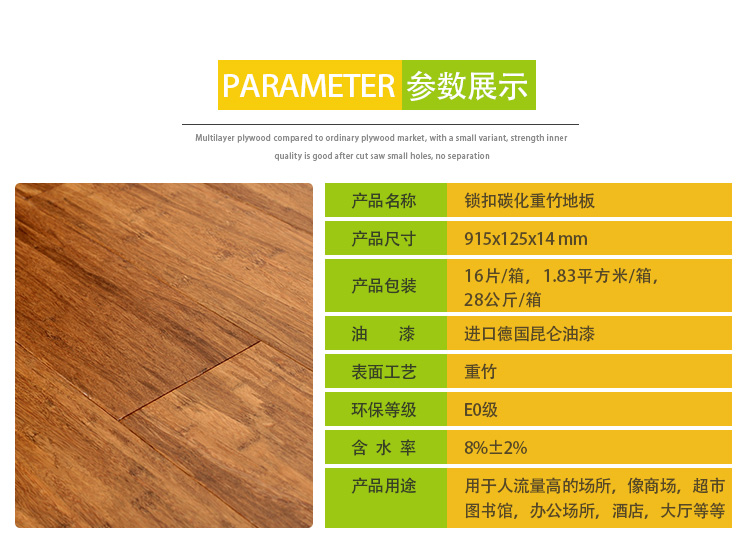 PARAMETER 参数展示
Multilayer plywood compared to ordinary plywood market, with a small variant, strength inner
quality is good after cut saw small holes, no separation
产品名称 锁扣碳化重竹地板
产品尺寸 915x125x14 mm
产品包装 16片/箱，1.83平方米/箱，
28公斤/箱
油 漆 进口德国昆仑油漆
表面工艺 重竹
环保等级 E0级
含 水 率 8%±2%
产品用途 用于人流量高的场所，像商场，超市
图书馆，办公场所，酒店，大厅等等